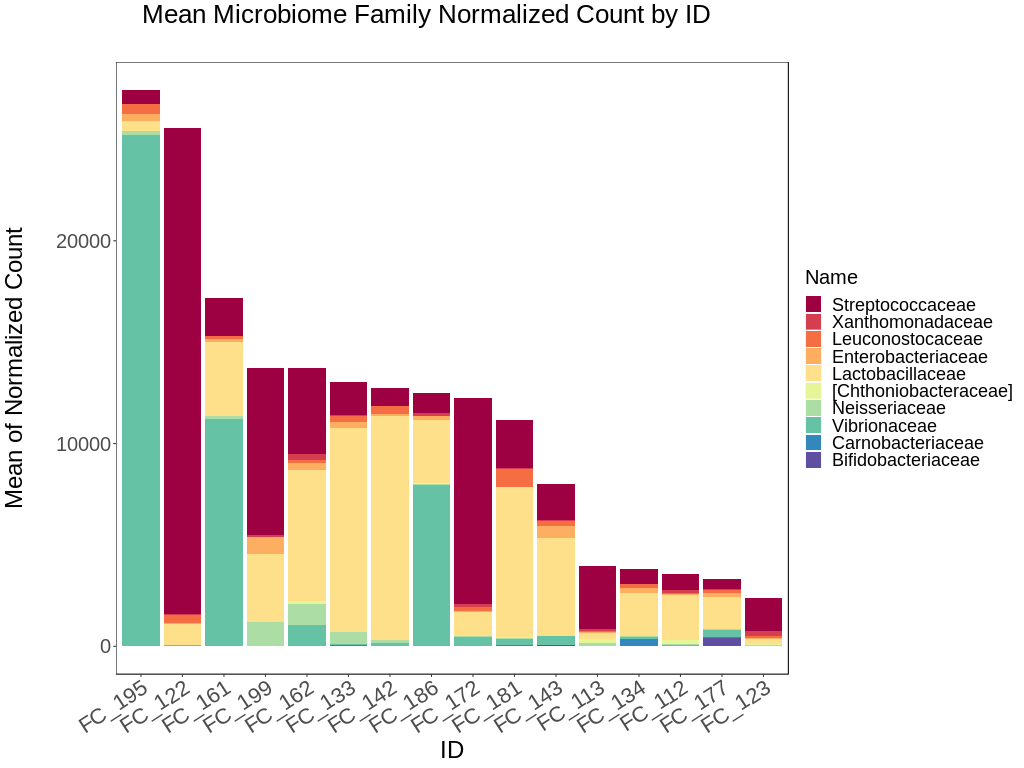 Mean Microbiome Family Normalized Count by ID
Mean of Normalized Count
20000
10000
0
FC_195
FC_122
FC_161
FC_199
FC_162
FC_133
FC_142
FC_186
FC_172
FC_181
FC_143
FC_113
FC_134
FC_112
FC_177
FC_123
ID
Name
Streptococcaceae
Xanthomonadaceae
Leuconostocaceae
Enterobacteriaceae
Lactobacillaceae
[Chthoniobacteraceae]
Neisseriaceae
Vibrionaceae
Carnobacteriaceae
Bifidobacteriaceae